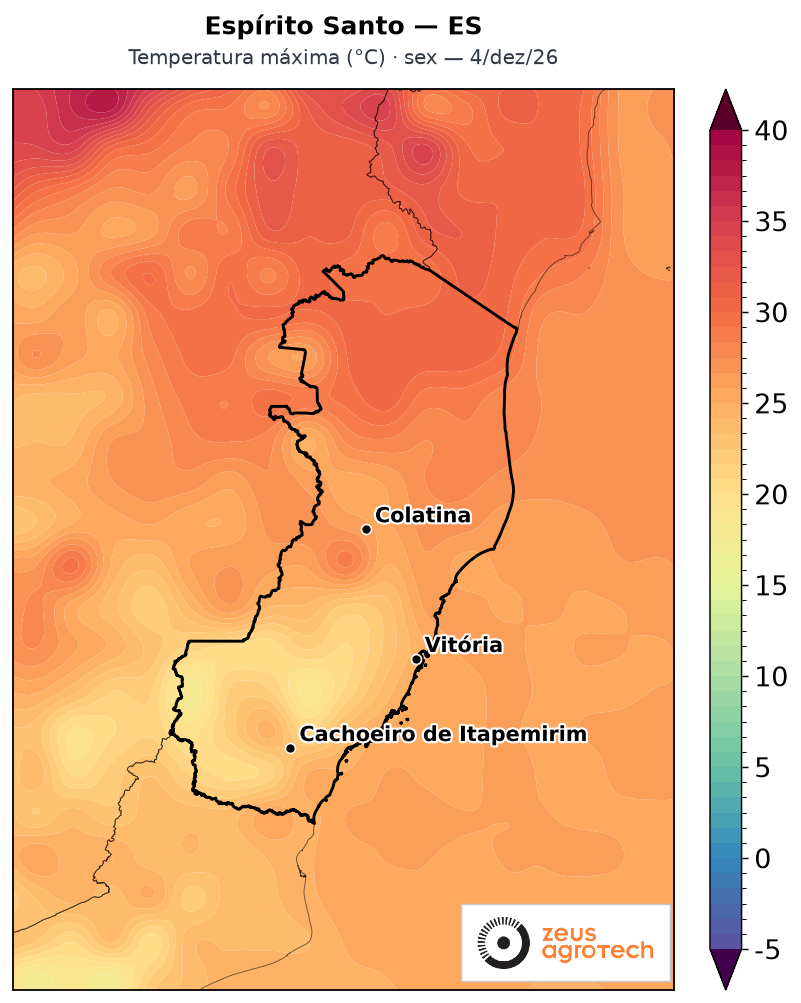 Espírito Santo — ES
Temperatura máxima (°C) · sex — 4/dez/26
40
35
30
25
20
15
10
5
0
-5
Colatina
Vitória
Cachoeiro de Itapemirim
zeus
agrotech